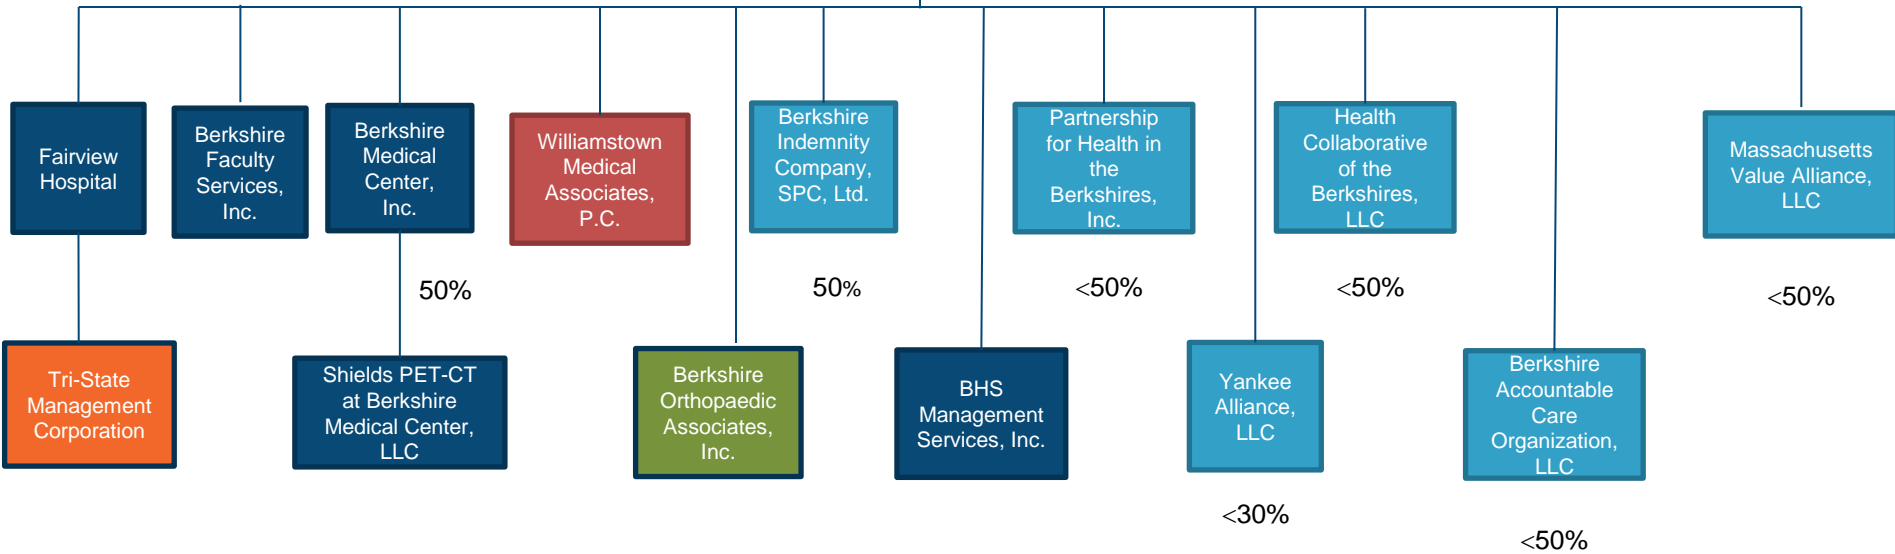 Fairview
Hospital
Berkshire
Faculty
Services,
Inc.
Berkshire
Medical
Center,
Inc.
Williamstown
Medical
Associates,
P.C.
Berkshire
Indemnity
Company,
SPC, Ltd.
Partnership
for Health in
the
Berkshires,
Inc.
Health
Collaborative
of the
Berkshires,
LLC
Massachusetts
Value Alliance,
LLC
50%
50%
<50%
<50%
<50%
Tri-State
Management
Corporation
Shields PET-CT
at Berkshire
Medical Center,
LLC
Berkshire
Orthopaedic
Associates,
Inc.
BHS
Management
Services, Inc.
Yankee
Alliance,
LLC
Berkshire
Accountable
Care
Organization,
LLC
<30%
<50%